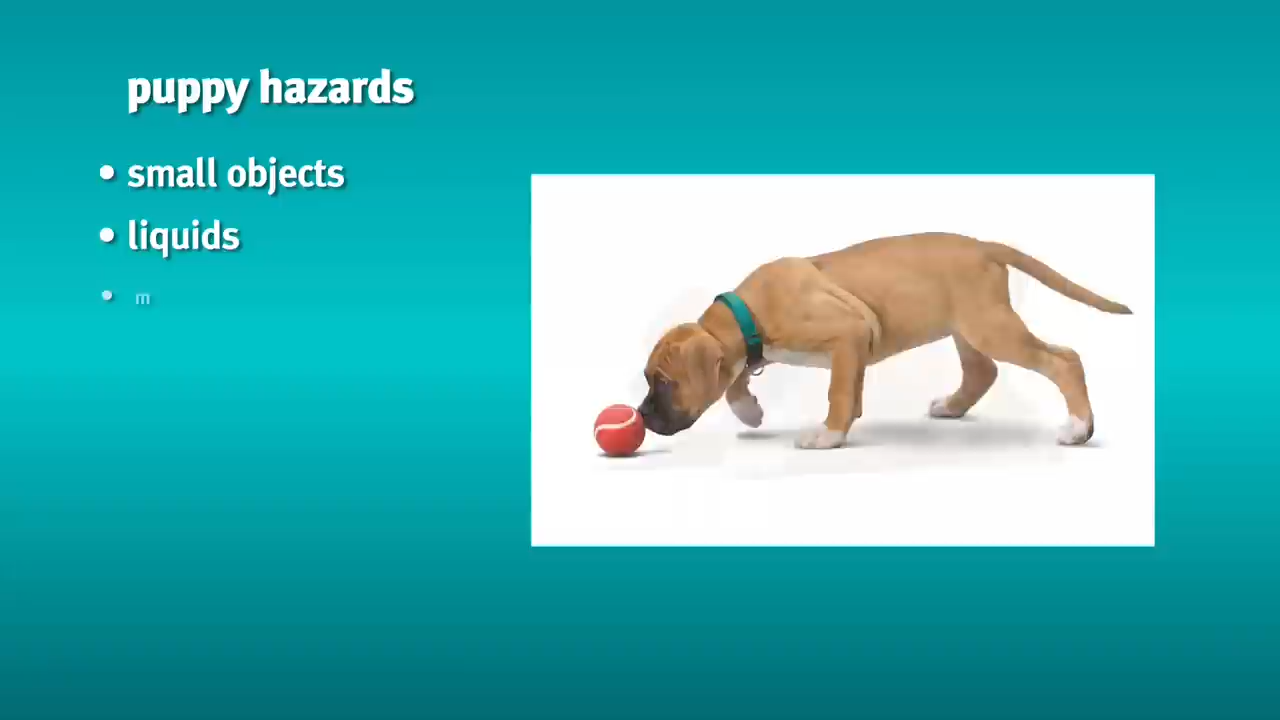 puppy hazards
• small objects
• liquids
• m